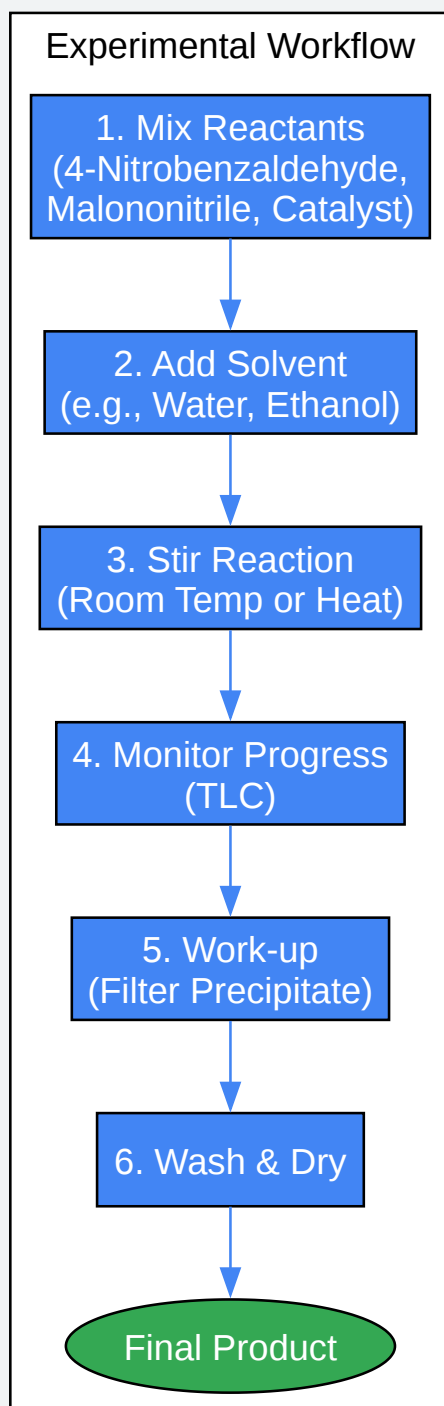 Experimental Workflow
1. Mix Reactants
(4-Nitrobenzaldehyde,
Malononitrile, Catalyst)
2. Add Solvent
(e.g., Water, Ethanol)
3. Stir Reaction
(Room Temp or Heat)
4. Monitor Progress
(TLC)
5. Work-up
(Filter Precipitate)
6. Wash & Dry
Final Product